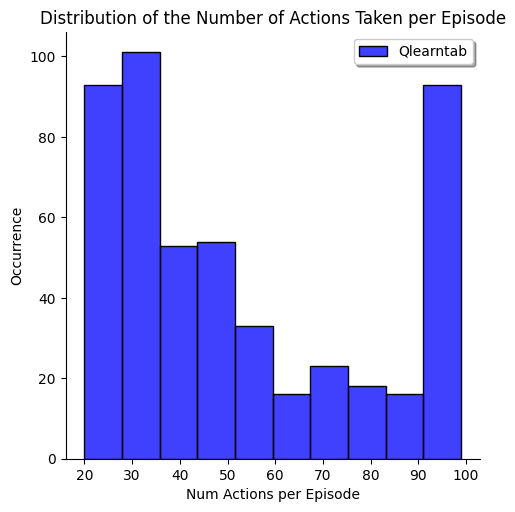 Distribution of the Number of Actions Taken per Episode
Qlearntab
100
80
60
40
20
0
Occurrence
20 30 40 50 60 70 80 90 100
Num Actions per Episode